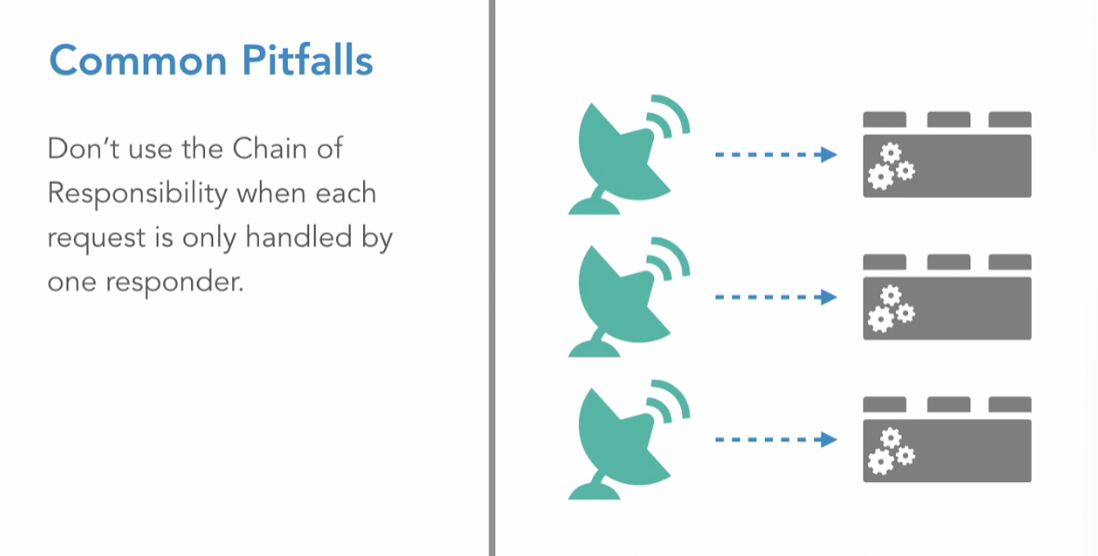 Common Pitfalls
Don’t use the Chain of
Responsibility when each
request is only handled by
one responder.